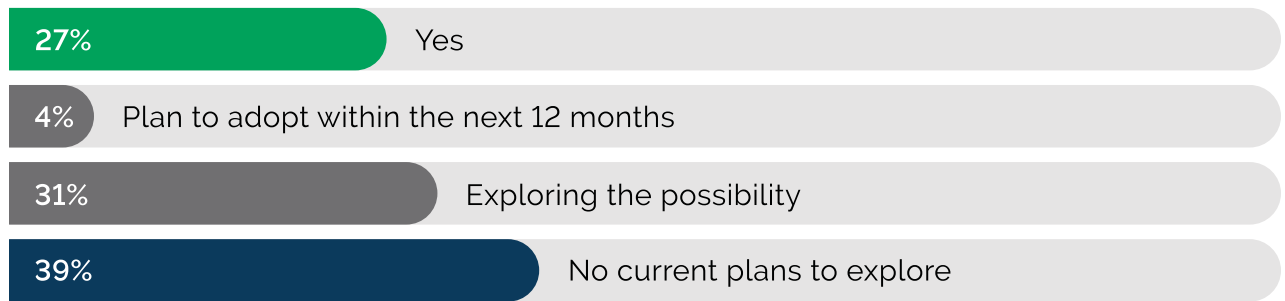 27% Yes
4% Plan to adopt within the next 12 months
31% Exploring the possibility
39% No current plans to explore